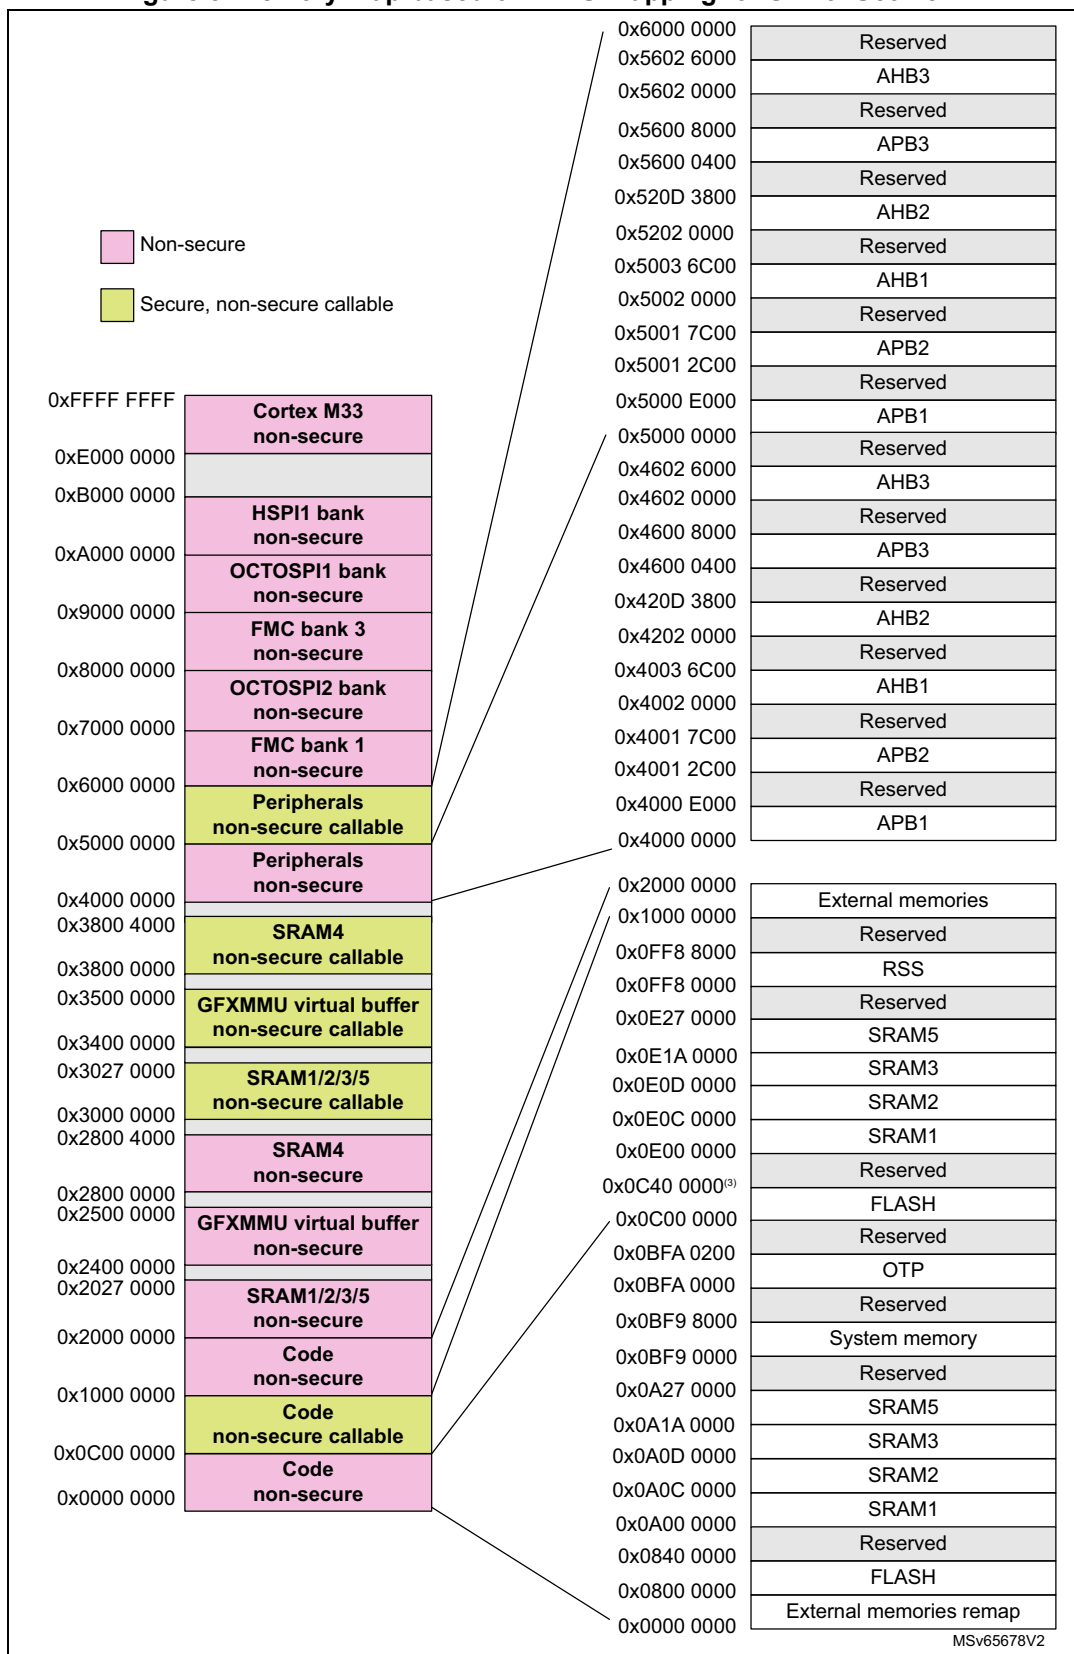 Non-secure
Secure, non-secure callable
0xFFFF FFFF
Cortex M33
non-secure
0xE000 0000
0xB000 0000
HSPI1 bank
non-secure
0xA000 0000
OCTOSPI1 bank
non-secure
0x9000 0000
FMC bank 3
non-secure
0x8000 0000
OCTOSPI2 bank
non-secure
0x7000 0000
FMC bank 1
non-secure
0x6000 0000
Peripherals
non-secure callable
0x5000 0000
Peripherals
non-secure
0x4000 0000
0x3800 4000
SRAM4
non-secure callable
0x3800 0000
0x3500 0000
GFXMMU virtual buffer
non-secure callable
0x3400 0000
0x3027 0000
SRAM1/2/3/5
non-secure callable
0x3000 0000
0x2800 4000
SRAM4
non-secure
0x2800 0000
0x2500 0000
GFXMMU virtual buffer
non-secure
0x2400 0000
0x2027 0000
SRAM1/2/3/5
non-secure
0x2000 0000
Code
non-secure
0x1000 0000
Code
non-secure callable
0x0C00 0000
Code
non-secure
0x0000 0000
0x6000 0000
Reserved
0x5602 6000
AHB3
0x5602 0000
Reserved
0x5600 8000
APB3
0x5600 0400
Reserved
0x520D 3800
AHB2
0x5202 0000
Reserved
0x5003 6C00
AHB1
0x5002 0000
Reserved
0x5001 7C00
APB2
0x5001 2C00
Reserved
0x5000 E000
APB1
0x5000 0000
Reserved
0x4602 6000
AHB3
0x4602 0000
Reserved
0x4600 8000
APB3
0x4600 0400
Reserved
0x420D 3800
AHB2
0x4202 0000
Reserved
0x4003 6C00
AHB1
0x4002 0000
Reserved
0x4001 7C00
APB2
0x4001 2C00
Reserved
0x4000 E000
APB1
0x4000 0000
0x2000 0000
External memories
0x1000 0000
Reserved
0x0FF8 8000
RSS
0x0FF8 0000
Reserved
0x0E27 0000
SRAM5
0x0E1A 0000
SRAM3
0x0E0D 0000
SRAM2
0x0E0C 0000
SRAM1
0x0E00 0000
Reserved
0x0C40 0000(3)
FLASH
0x0C00 0000
Reserved
0x0BFA 0200
OTP
0x0BFA 0000
Reserved
0x0BF9 8000
System memory
0x0BF9 0000
Reserved
0x0A27 0000
SRAM5
0x0A1A 0000
SRAM3
0x0A0D 0000
SRAM2
0x0A0C 0000
SRAM1
0x0A00 0000
Reserved
0x0840 0000
FLASH
0x0800 0000
External memories remap
0x0000 0000
MSv65678V2